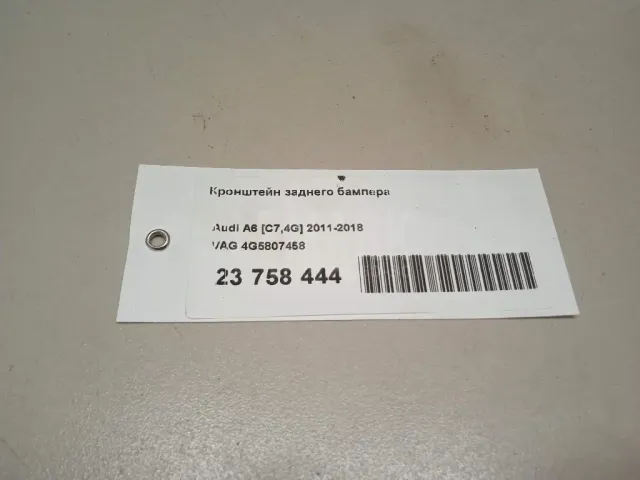 Кронштейн заднего бампера
Audi A6 [C7,4G] 2011-2018
VAG 4G5807458
23 758 444